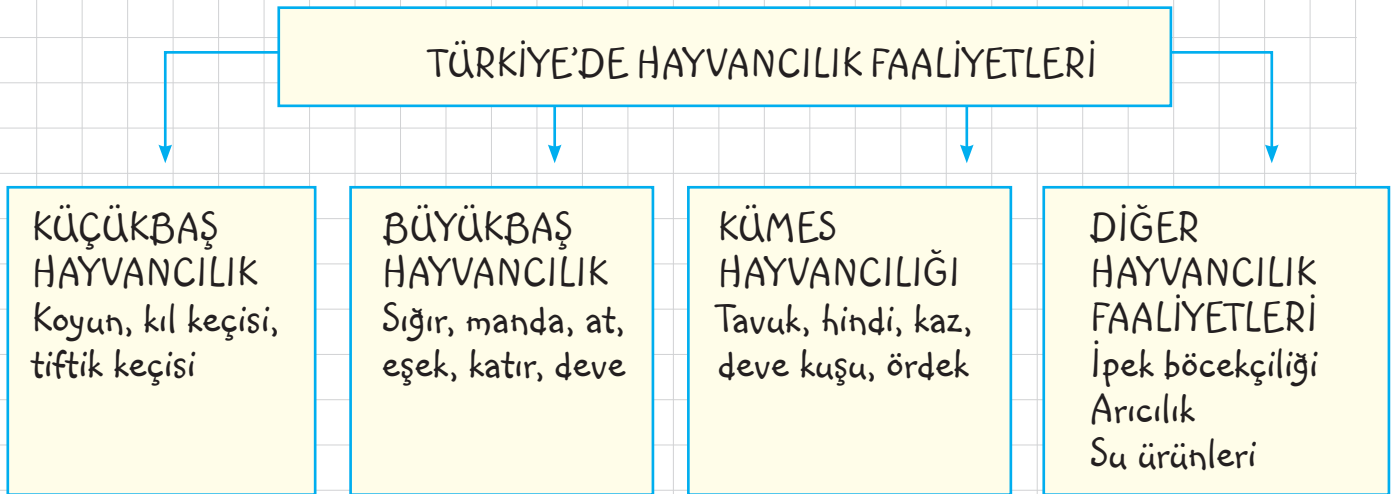 TÜRKİYE'DE HAYVANCILIK FAALİYETLERİ
KÜÇÜKBAŞ
HAYVANCILIK
Koyun, kıl keçisi,
tiftik keçisi
BÜYÜKBAŞ
HAYVANCILIK
Sığır, manda, at,
eşek, katır, deve
KÜMES
HAYVANCILIĞI
Tavuk, hindi, kaz,
deve kuşu, ördek
DİĞER
HAYVANCILIK
FAALİYETLERİ
İpek böcekçiliği
Arıcılık
Su ürünleri